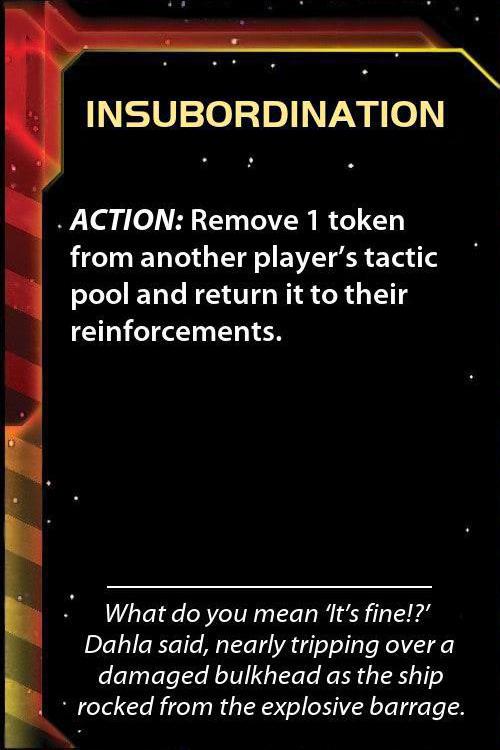 INSUBORDINATION
ACTION: Remove 1 token
from another player’s tactic
pool and return it to their
reinforcements.
What do you mean ‘It’s fine!?’
Dahla said, nearly tripping over a
damaged bulkhead as the ship
rocked from the explosive barrage.